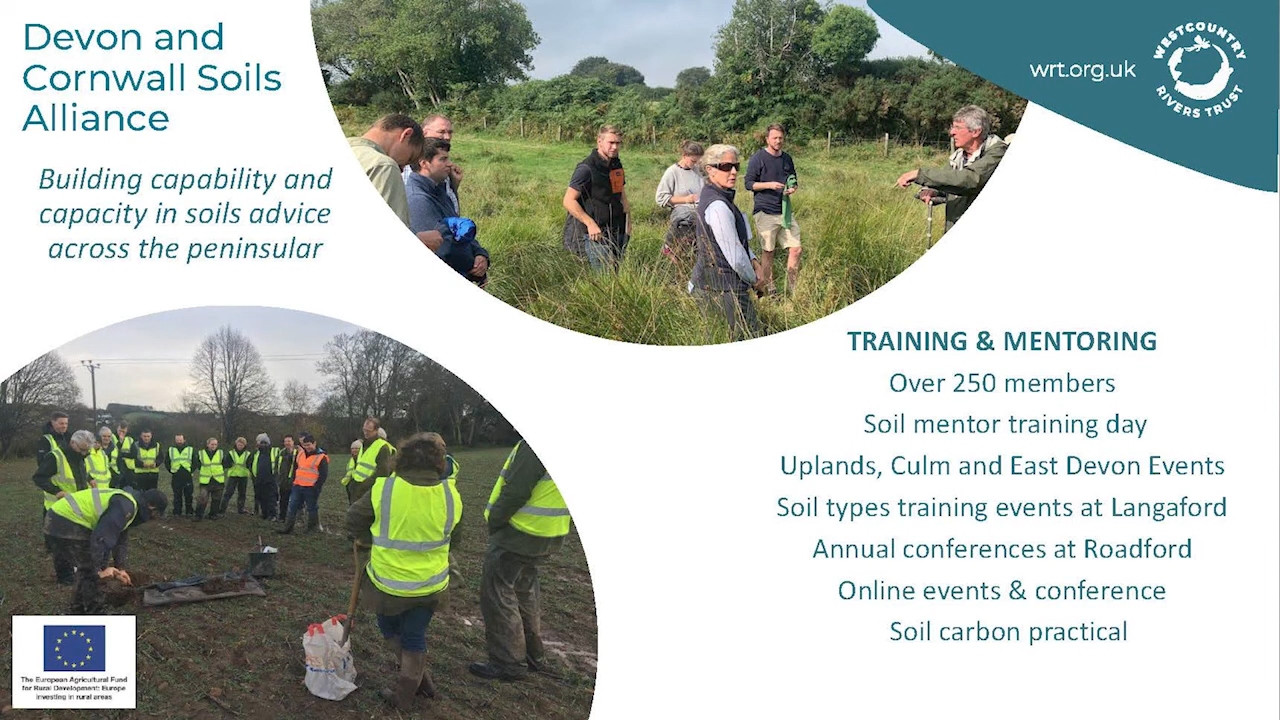 Devon and
Cornwall Soils
Alliance
Building capability and
capacity in soils advice
across the peninsular
wrt.org.uk
WESTCOUNTRY
RIVERS TRUST
TRAINING & MENTORING
Over 250 members
Soil mentor training day
Uplands, Culm and East Devon Events
Soil types training events at Langaford
Annual conferences at Roadford
Online events & conference
Soil carbon practical
The European Agricultural Fund
for Rural Development: Europe
investing in rural areas